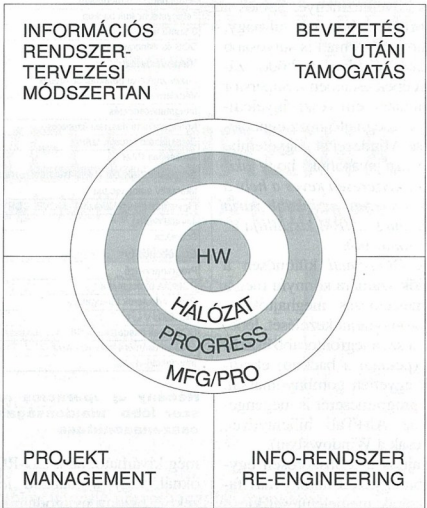 INFORMÁCIÓS
RENDSZER-
TERVEZÉSI
MÓDSZERTAN
BEVEZETÉS
UTÁNI
TÁMOGATÁS
HW
HÁLÓZAT
PROGRESS
MFG/PRO
PROJEKT
MANAGEMENT
INFO-RENDSZER
RE-ENGINEERING